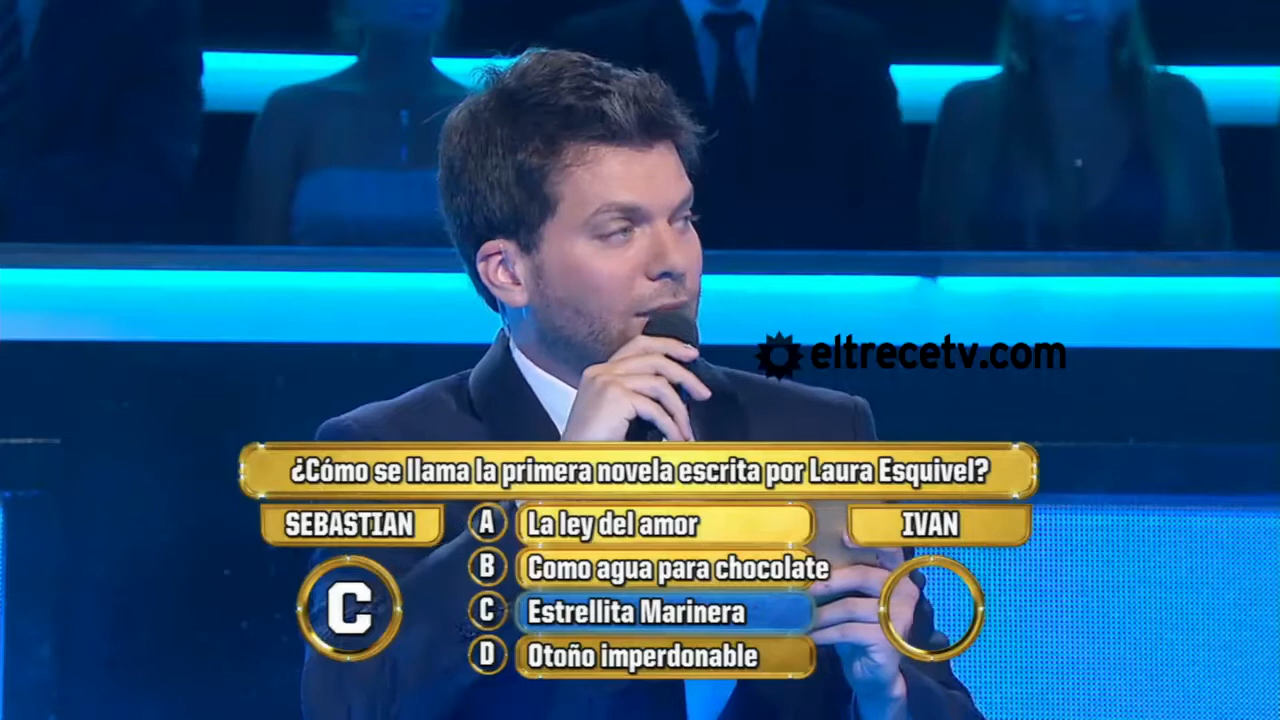 eltrecetv.com
¿Cómo se llama la primera novela escrita por Laura Esquivel?
SEBASTIAN
A La ley del amor
IVAN
B Como agua para chocolate
C
C Estrellita Marinera
D Otoño imperdonable